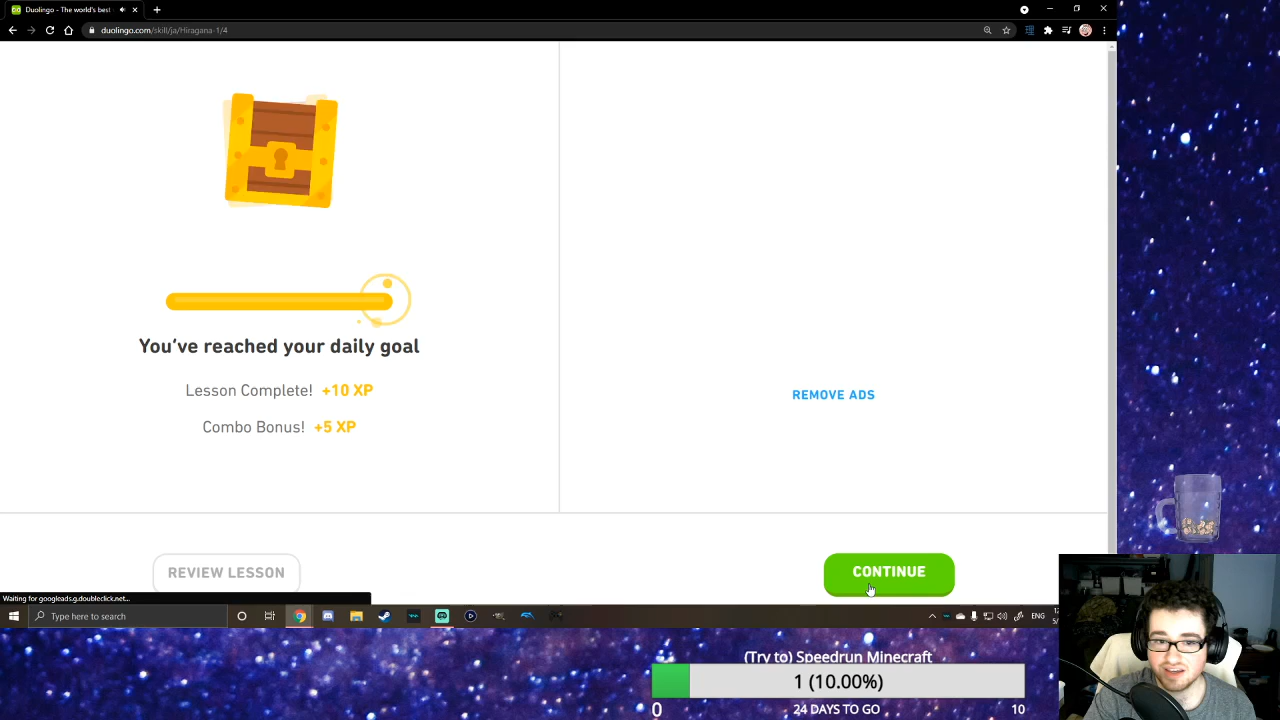 Duolingo - The world's best
duolingo.com/skill/ja/Hiragana-1/4
You've reached your daily goal
Lesson Complete! +10 XP
Combo Bonus! +5 XP
REMOVE ADS
REVIEW LESSON
CONTINUE
Waiting for googleads.g.doubleclick.net...
Type here to search
ENG
(Try to) Speedrun Minecraft
1 (10.00%)
0
24 DAYS TO GO
10